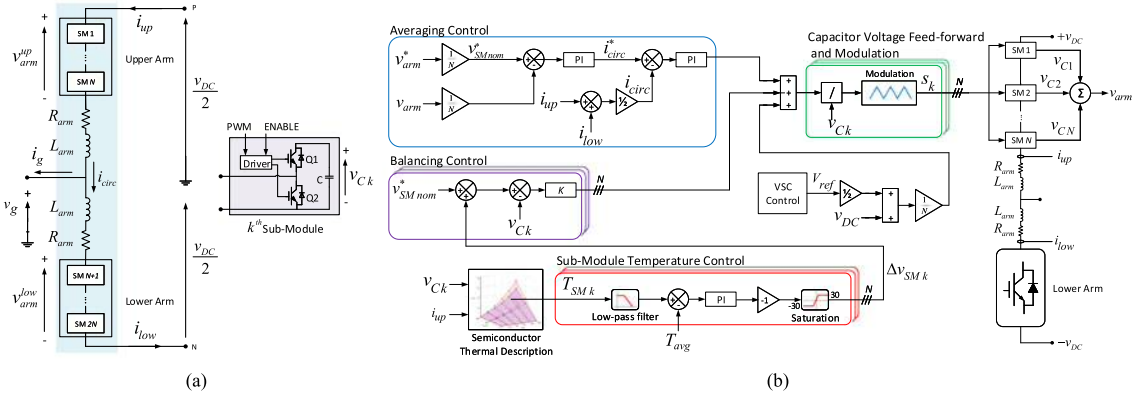 P
i_up
+
SM 1
v_arm^up
SM N
-
Upper Arm
v_DC
2
R_arm
L_arm
i_g
i_circ
+
v_g
-
L_arm
R_arm
PWM ENABLE
Driver
Q1
Q2
C
+
v_Ck
-
k^th Sub-Module
v_DC
2
+
SM N+1
v_arm^low
SM 2N
-
Lower Arm
i_low
N
(a)
Averaging Control
v*_arm
1/N
v*_SM nom
PI
i*_circ
PI
v_arm
1/N
i_up
½
i_circ
i_low
Balancing Control
v*_SM nom
v_Ck
K
N
Sub-Module Temperature Control
v_Ck
i_up
Semiconductor
Thermal Description
T_SM k
Low-pass filter
T_avg
PI
-1
-30
30
Saturation
N
Δv_SM k
Capacitor Voltage Feed-forward
and Modulation
+
+
+
/
v_Ck
Modulation
s_k
N
VSC
Control
V_ref
½
v_DC
+
+
1/N
+v_DC
SM 1
v_C1
SM 2
v_C2
Σ
v_arm
SM N
v_CN
i_up
R_arm
L_arm
L_arm
R_arm
i_low
Lower Arm
−v_DC
(b)